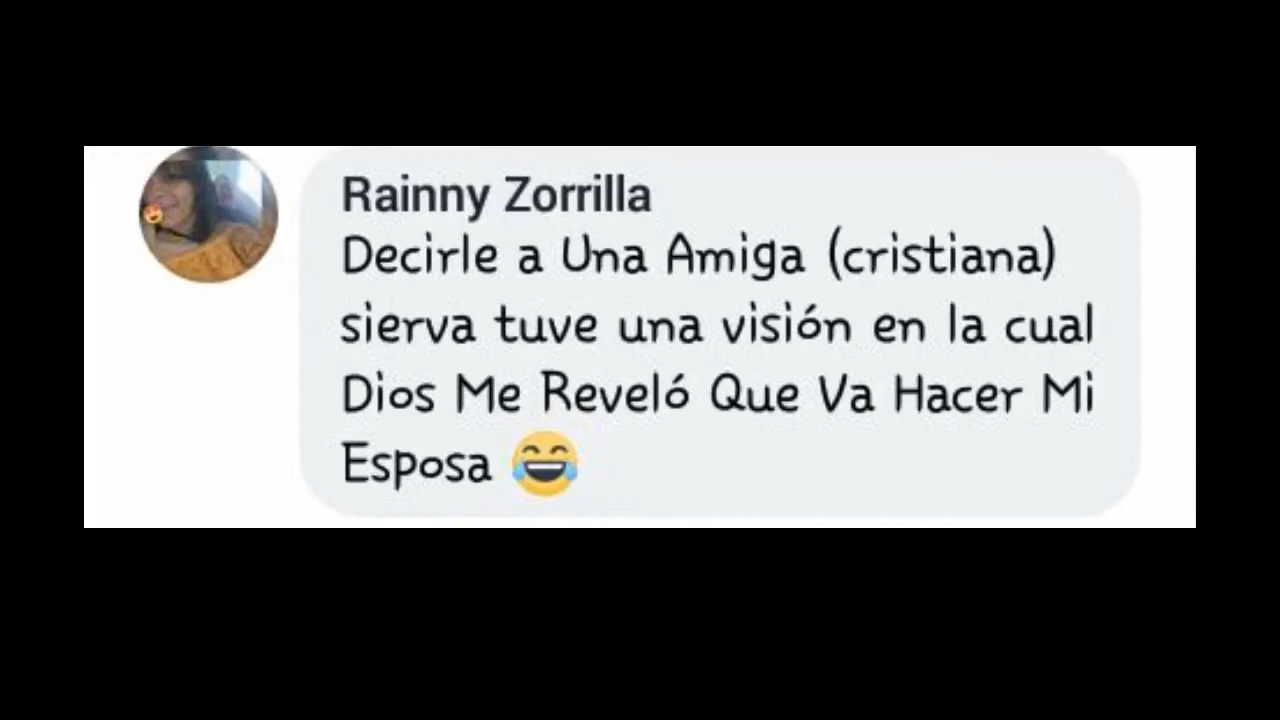 Rainny Zorrilla
Decirle a Una Amiga (cristiana)
sierva tuve una visión en la cual
Dios Me Reveló Que Va Hacer Mi
Esposa 😂